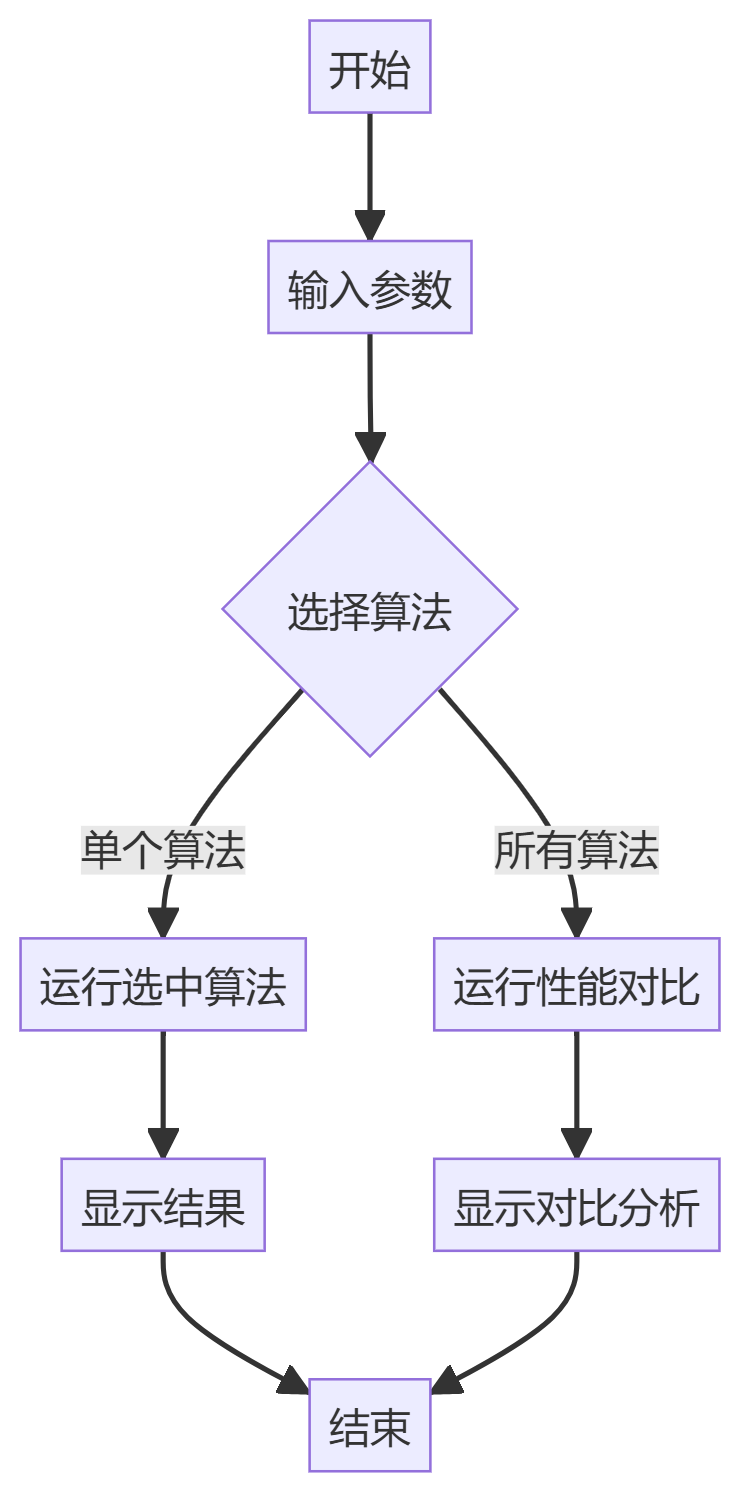 开始
输入参数
选择算法
单个算法
所有算法
运行选中算法
运行性能对比
显示结果
显示对比分析
结束